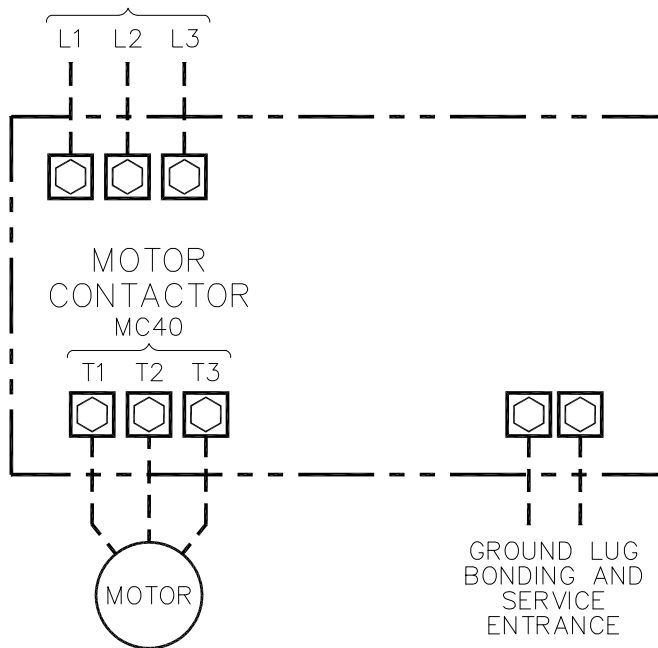 L1 L2 L3
MOTOR
CONTACTOR
MC40
T1 T2 T3
MOTOR
GROUND LUG
BONDING AND
SERVICE
ENTRANCE